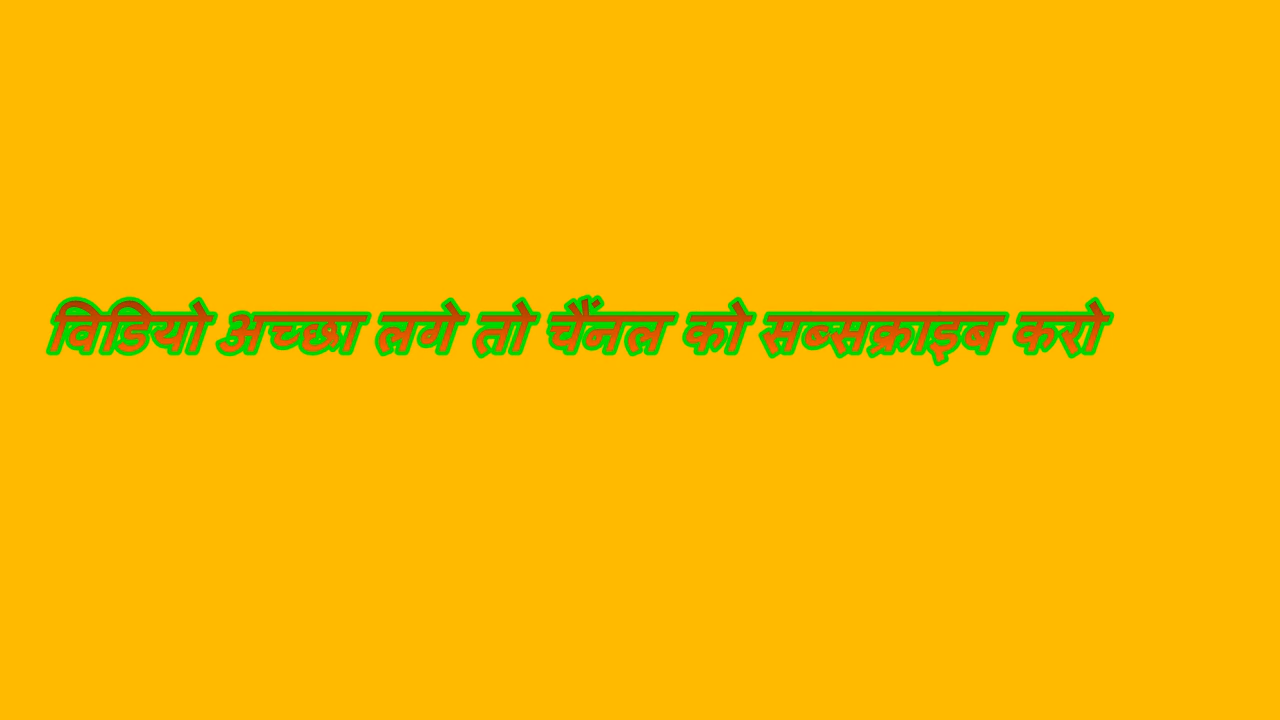 विडियो अच्छा लगे तो चैंनल को सब्सक्राइब करो